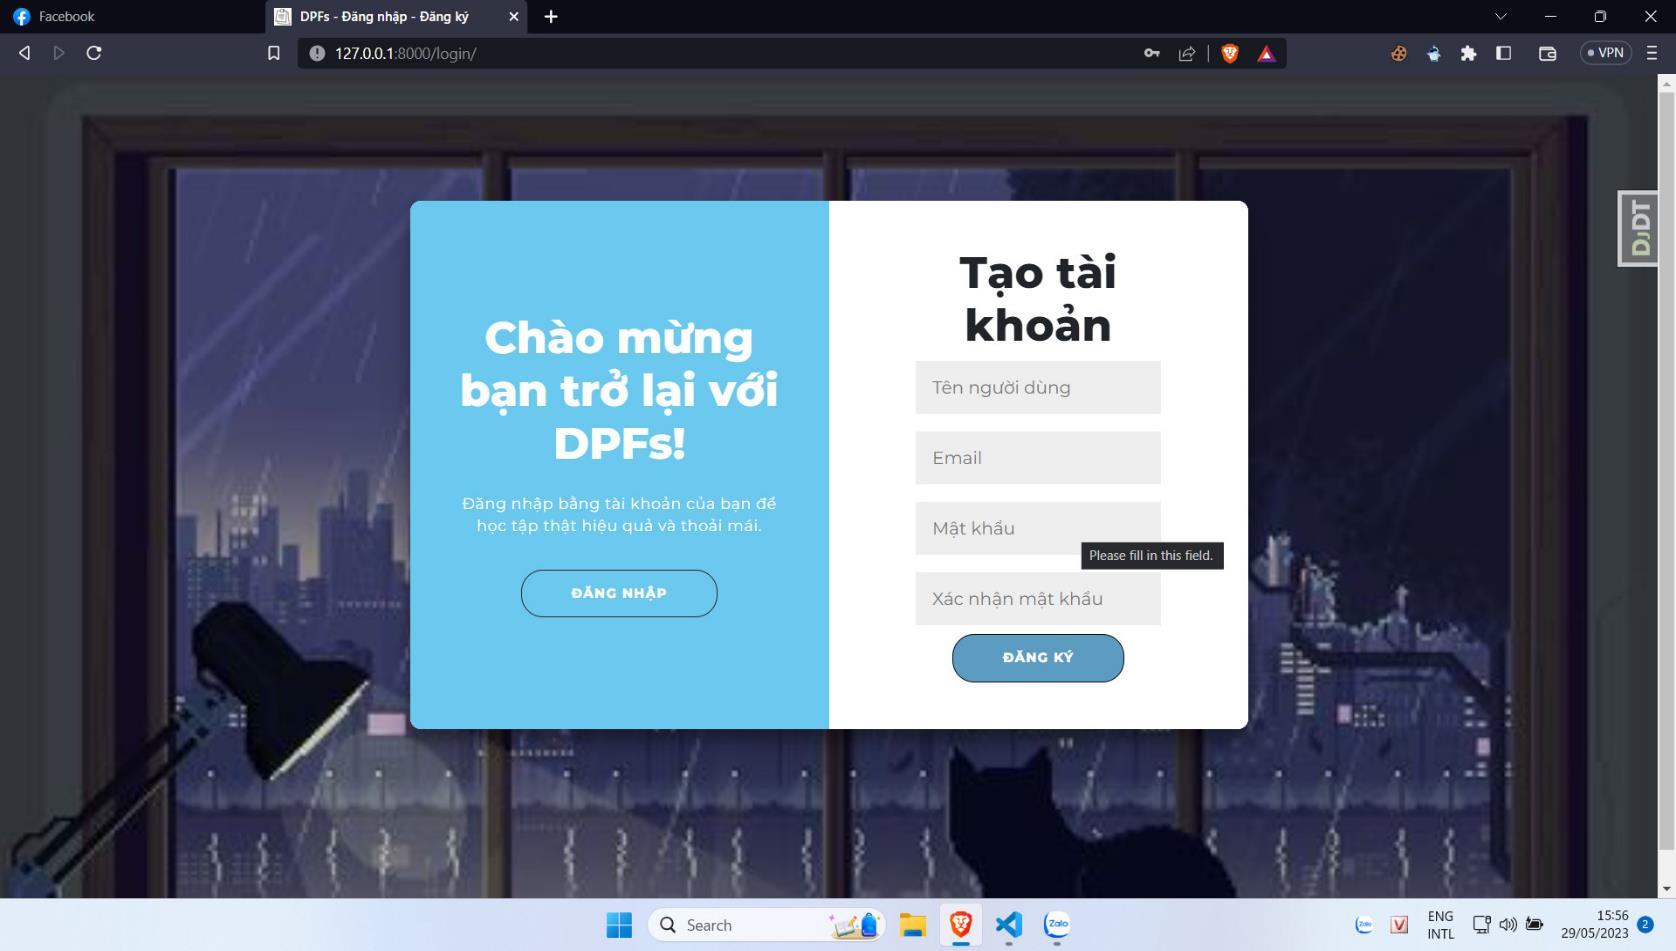 Facebook
DPFs - Đăng nhập - Đăng ký
127.0.0.1:8000/login/
VPN
DJDT
Chào mừng
bạn trở lại với
DPFs!
Đăng nhập bằng tài khoản của bạn để
học tập thật hiệu quả và thoải mái.
ĐĂNG NHẬP
Tạo tài
khoản
Tên người dùng
Email
Mật khẩu
Please fill in this field.
Xác nhận mật khẩu
ĐĂNG KÝ
Search
Zalo
Zalo
V
ENG
INTL
15:56
29/05/2023
2